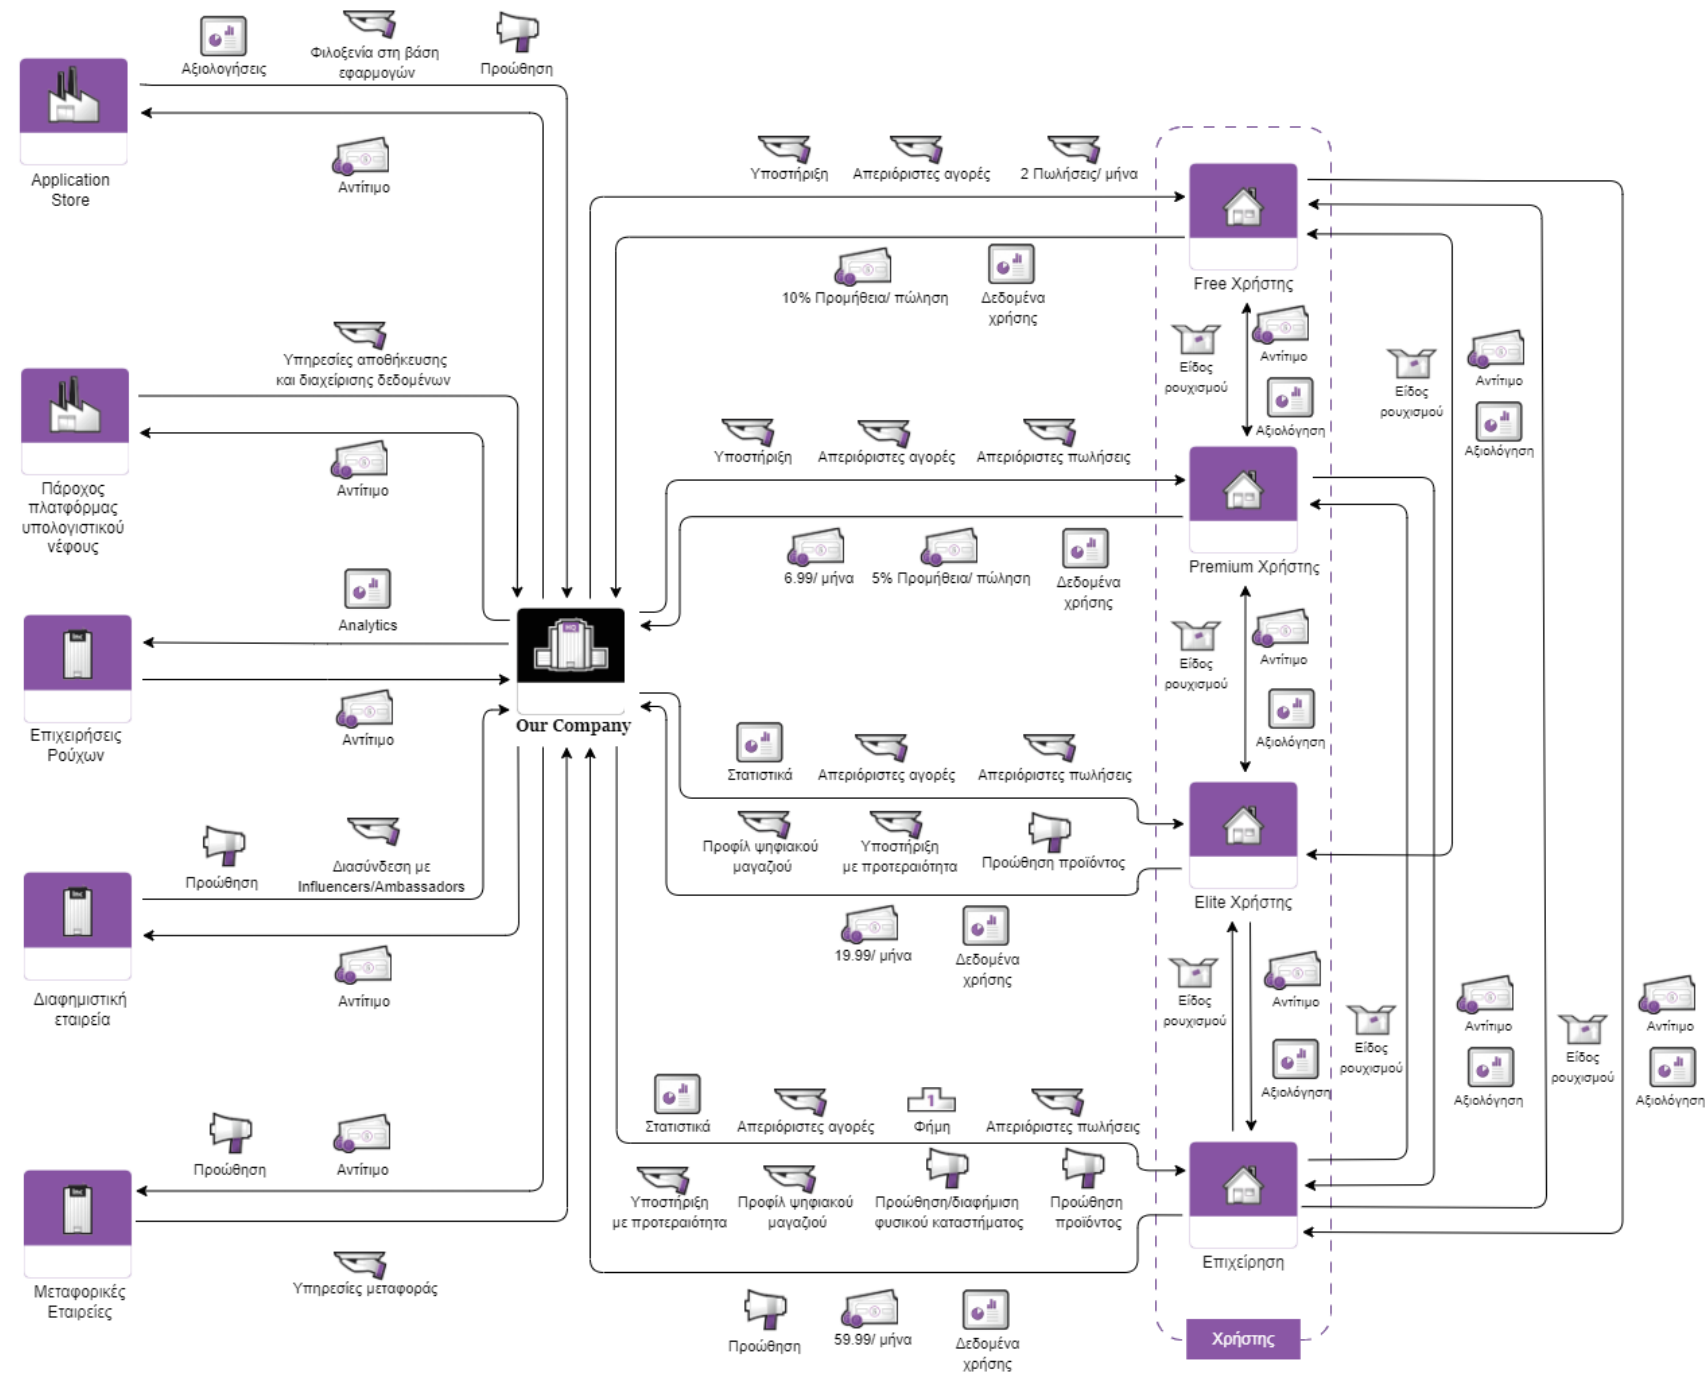 Αξιολογήσεις
Φιλοξενία στη βάση
εφαρμογών
Προώθηση
Αντίτιμο
Application
Store
Υποστήριξη
Απεριόριστες αγορές
2 Πωλήσεις/ μήνα
10% Προμήθεια/ πώληση
Δεδομένα
χρήσης
Free Χρήστης
Υπηρεσίες αποθήκευσης
και διαχείρισης δεδομένων
Αντίτιμο
Πάροχος
πλατφόρμας
υπολογιστικού
νέφους
Είδος
ρουχισμού
Αντίτιμο
Αξιολόγηση
Είδος
ρουχισμού
Αντίτιμο
Αξιολόγηση
Υποστήριξη
Απεριόριστες αγορές
Απεριόριστες πωλήσεις
6.99/ μήνα
5% Προμήθεια/ πώληση
Δεδομένα
χρήσης
Premium Χρήστης
Analytics
Inc
Αντίτιμο
Επιχειρήσεις
Ρούχων
HQ
Our Company
Είδος
ρουχισμού
Αντίτιμο
Αξιολόγηση
Στατιστικά
Απεριόριστες αγορές
Απεριόριστες πωλήσεις
Προφίλ ψηφιακού
μαγαζιού
Υποστήριξη
με προτεραιότητα
Προώθηση προϊόντος
Elite Χρήστης
19.99/ μήνα
Δεδομένα
χρήσης
Προώθηση
Διασύνδεση με
Influencers/Ambassadors
Inc
Αντίτιμο
Διαφημιστική
εταιρεία
Είδος
ρουχισμού
Αντίτιμο
Αξιολόγηση
Είδος
ρουχισμού
Αντίτιμο
Αξιολόγηση
Είδος
ρουχισμού
Αντίτιμο
Αξιολόγηση
Στατιστικά
Απεριόριστες αγορές
1
Φήμη
Απεριόριστες πωλήσεις
Υποστήριξη
με προτεραιότητα
Προφίλ ψηφιακού
μαγαζιού
Προώθηση/διαφήμιση
φυσικού καταστήματος
Προώθηση
προϊόντος
Επιχείρηση
Προώθηση
Αντίτιμο
Inc
Υπηρεσίες μεταφοράς
Μεταφορικές
Εταιρείες
Προώθηση
59.99/ μήνα
Δεδομένα
χρήσης
Χρήστης